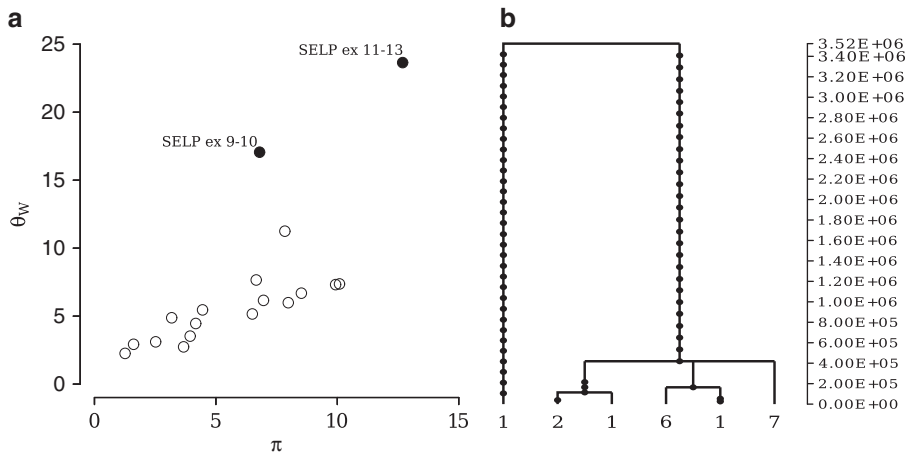 a
b
25
20
15
10
5
0
θW
0
5
10
15
π
SELP ex 11-13
SELP ex 9-10
3.52E+06
3.40E+06
3.20E+06
3.00E+06
2.80E+06
2.60E+06
2.40E+06
2.20E+06
2.00E+06
1.80E+06
1.60E+06
1.40E+06
1.20E+06
1.00E+06
8.00E+05
6.00E+05
4.00E+05
2.00E+05
0.00E+00
1 2 1 6 1 7